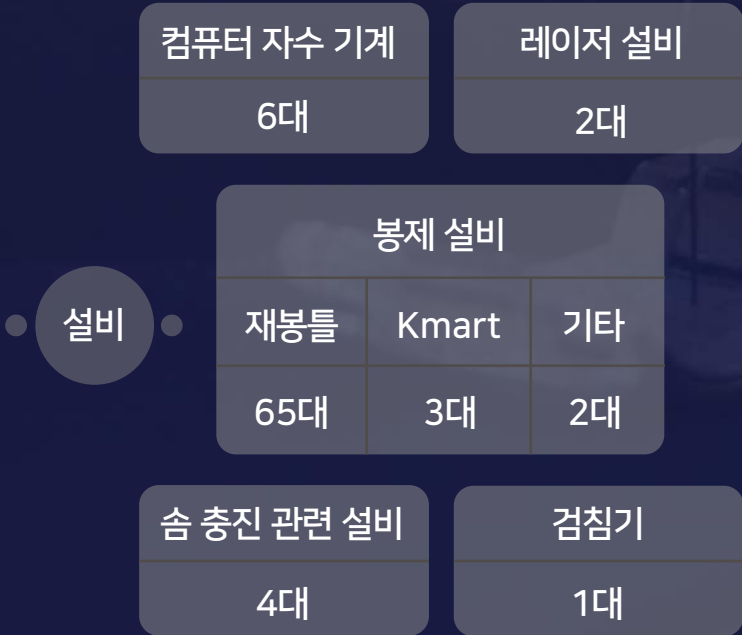 컴퓨터 자수 기계
6대
레이저 설비
2대
설비
봉제 설비
재봉틀 Kmart 기타
65대 3대 2대
솜 충진 관련 설비
4대
검침기
1대